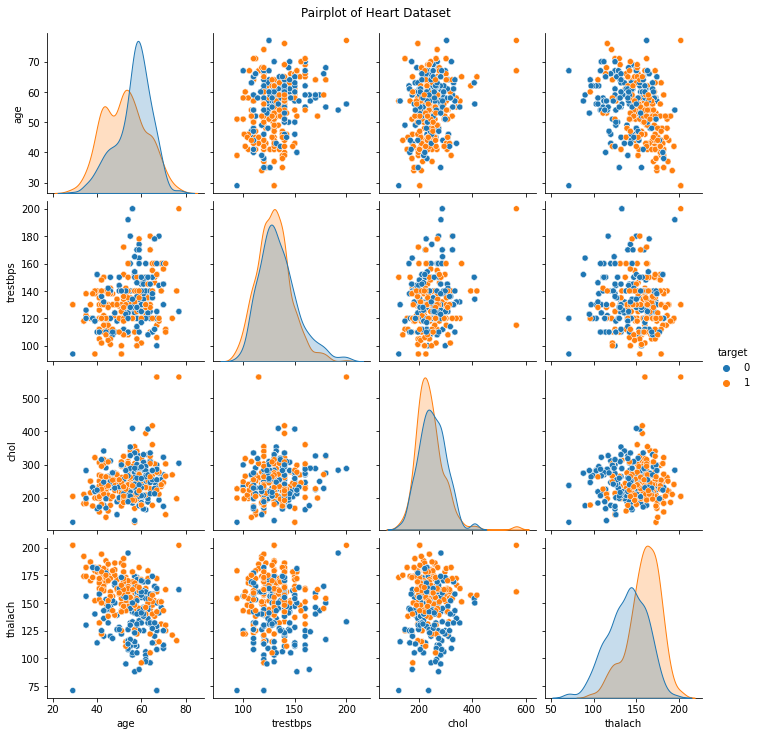 Pairplot of Heart Dataset
70
60
50
40
30
age
200
180
160
140
120
100
trestbps
target
0
1
500
400
300
200
chol
200
175
150
125
100
75
thalach
20 40 60 80 100 150 200 200 400 600 50 100 150 200
age trestbps chol thalach